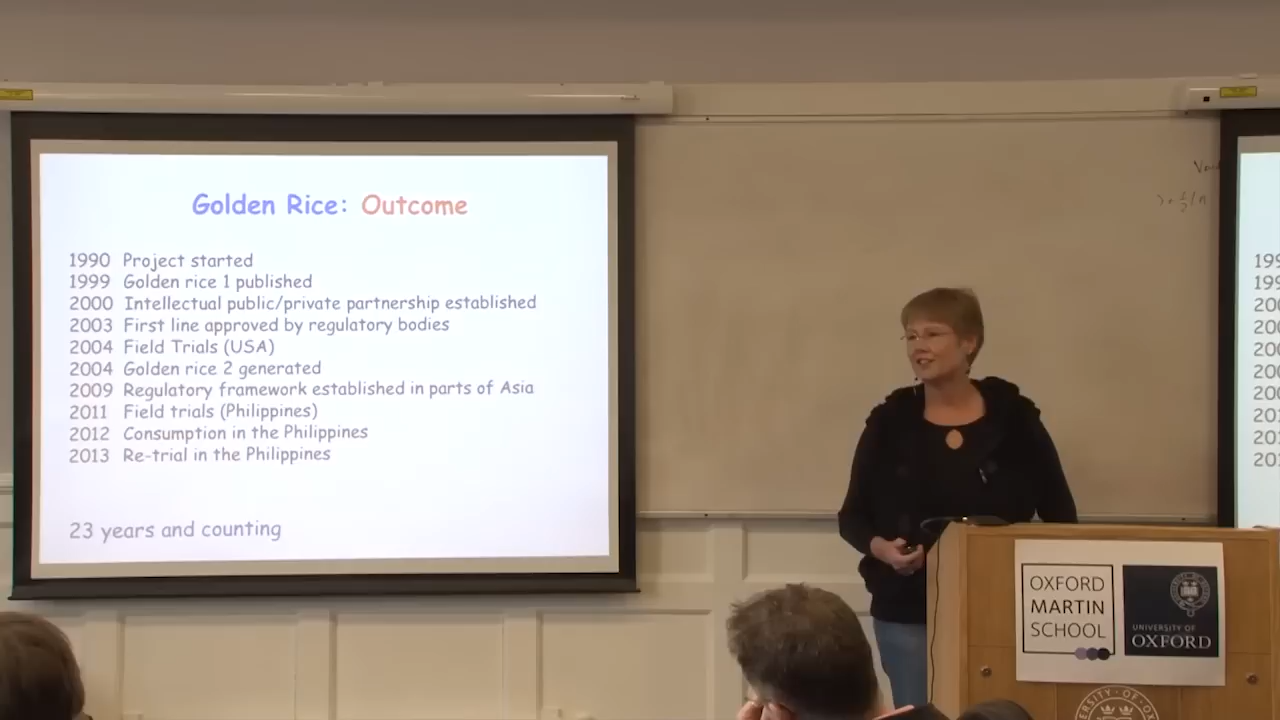 Golden Rice: Outcome
1990 Project started
1999 Golden rice 1 published
2000 Intellectual public/private partnership established
2003 First line approved by regulatory bodies
2004 Field Trials (USA)
2004 Golden rice 2 generated
2009 Regulatory framework established in parts of Asia
2011 Field trials (Philippines)
2012 Consumption in the Philippines
2013 Re-trial in the Philippines
23 years and counting
OXFORD
MARTIN
SCHOOL
UNIVERSITY OF
OXFORD